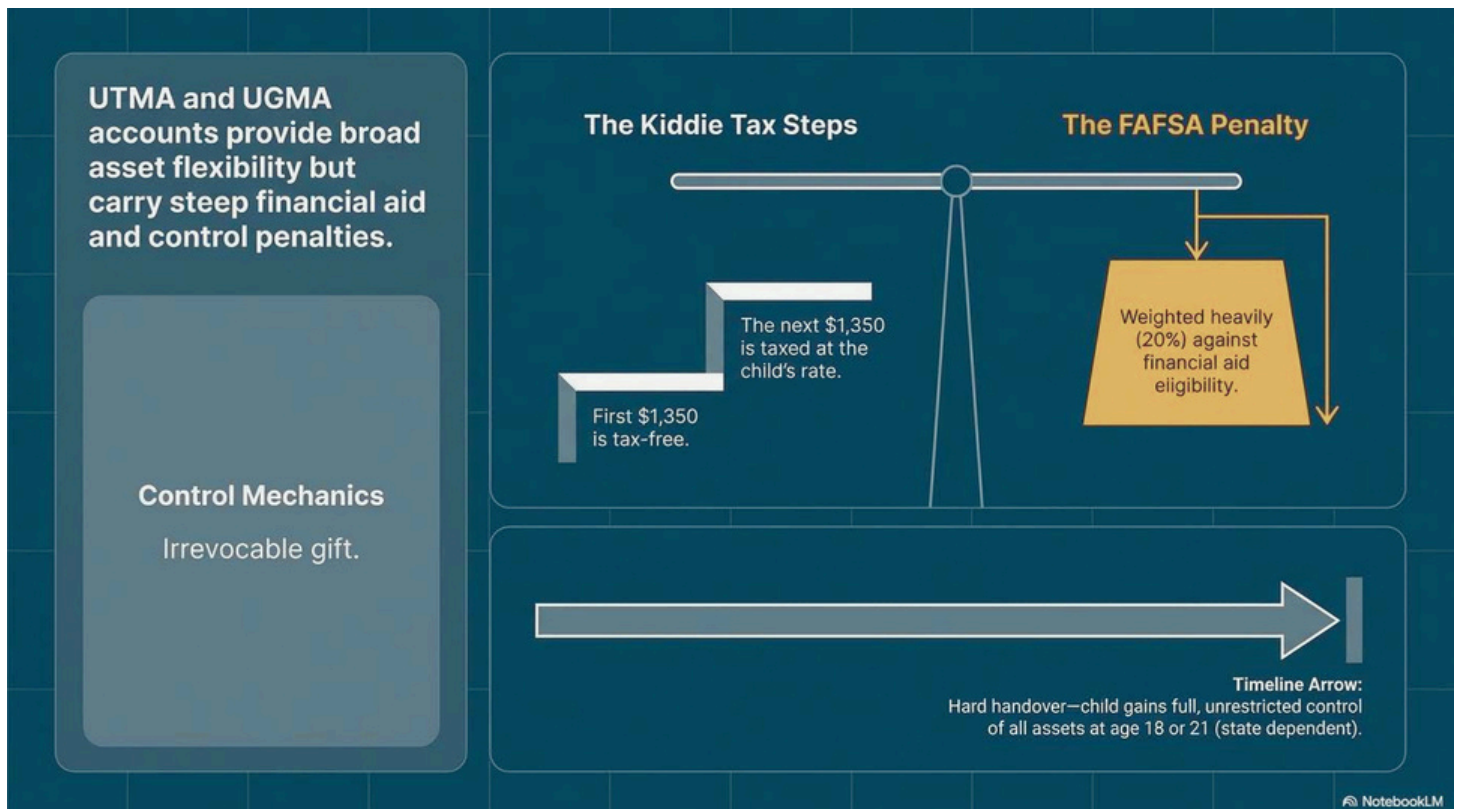 UTMA and UGMA
accounts provide broad
asset flexibility but
carry steep financial aid
and control penalties.
Control Mechanics
Irrevocable gift.
The Kiddie Tax Steps
The FAFSA Penalty
The next $1,350
is taxed at the
child's rate.
First $1,350
is tax-free.
Weighted heavily
(20%) against
financial aid
eligibility.
Timeline Arrow:
Hard handover—child gains full, unrestricted control
of all assets at age 18 or 21 (state dependent).
NotebookLM